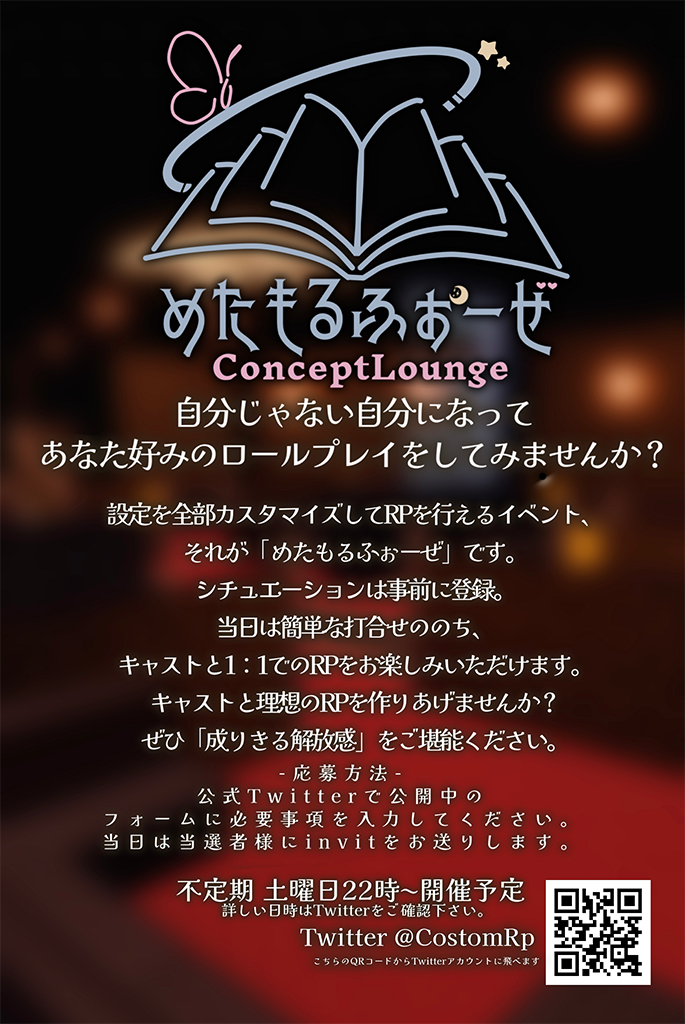 めたもるふぉーぜ
ConceptLounge
自分じゃない自分になって
あなた好みのロールプレイをしてみませんか？
設定を全部カスタマイズしてRPを行えるイベント、
それが「めたもるふぉーぜ」です。
シチュエーションは事前に登録。
当日は簡単な打合せののち、
キャストと1：1でのRPをお楽しみいただけます。
キャストと理想のRPを作りあげませんか？
ぜひ「成りきる解放感」をご堪能ください。
-応募方法-
公式Twitterで公開中の
フォームに必要事項を入力してください。
当日は当選者様にinvitをお送りします。
不定期 土曜日22時~開催予定
詳しい日時はTwitterをご確認下さい。
Twitter @CostomRp
こちらのQRコードからTwitterアカウントに飛べます